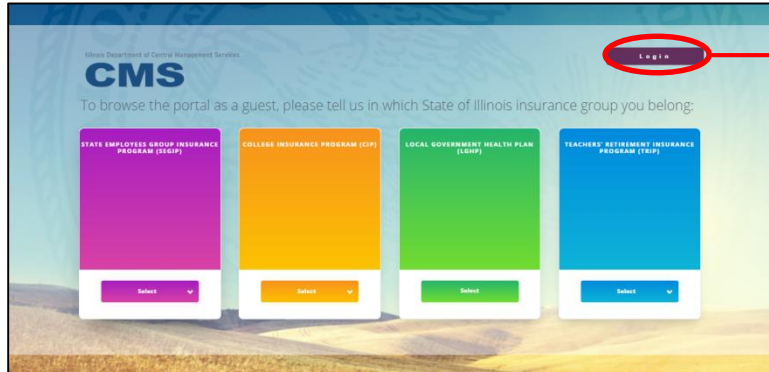 Illinois Department of Central Management Services
CMS
Login
To browse the portal as a guest, please tell us in which State of Illinois insurance group you belong:
STATE EMPLOYEES GROUP INSURANCE
PROGRAM (SEGIP)
COLLEGE INSURANCE PROGRAM (CIP)
LOCAL GOVERNMENT HEALTH PLAN
(LGHP)
TEACHERS' RETIREMENT INSURANCE
PROGRAM (TRIP)
Select
Select
Select
Select